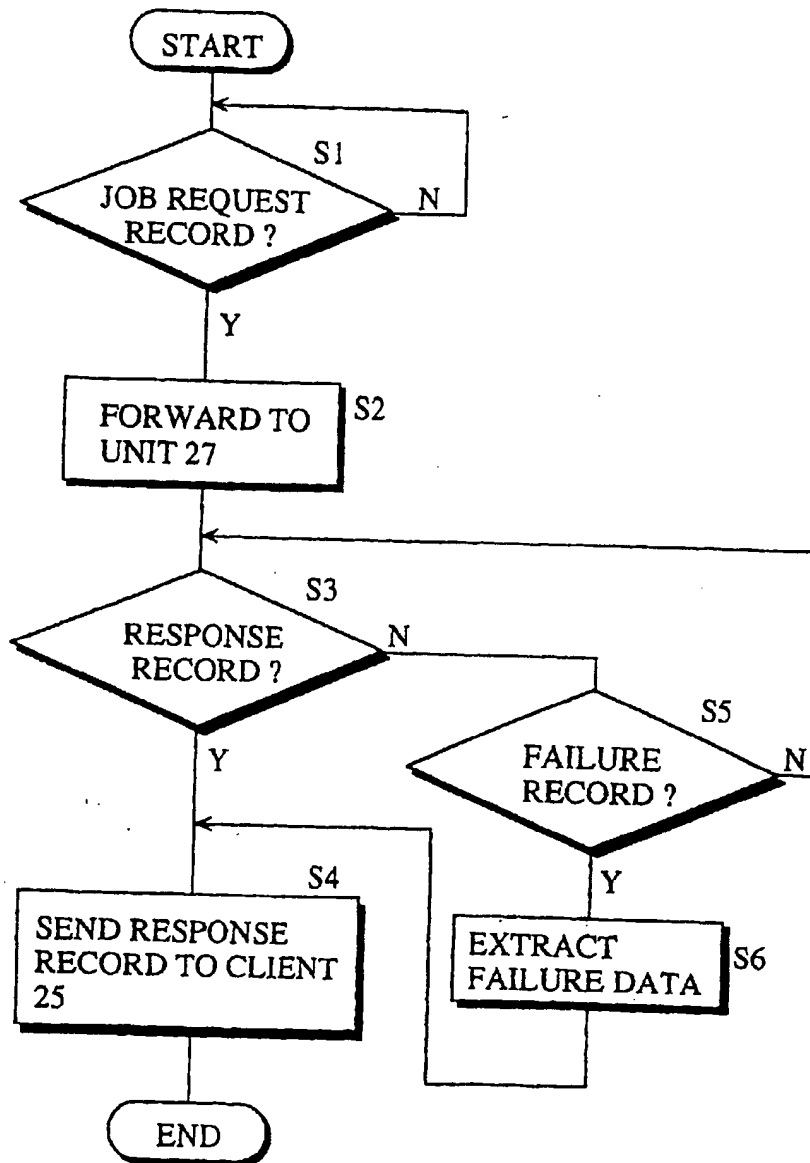 START
S1
JOB REQUEST
RECORD ?
N
Y
S2
FORWARD TO
UNIT 27
S3
RESPONSE
RECORD ?
N
Y
S5
FAILURE
RECORD ?
N
Y
S4
SEND RESPONSE
RECORD TO CLIENT
25
S6
EXTRACT
FAILURE DATA
END